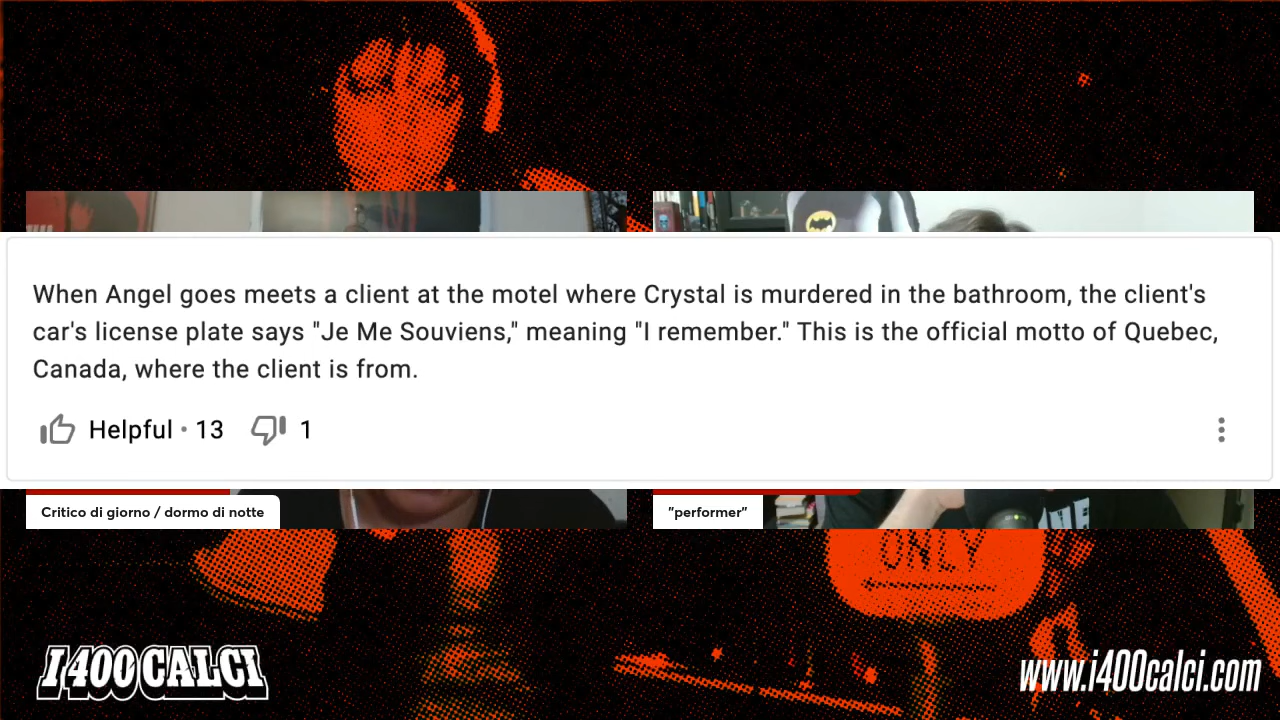 When Angel goes meets a client at the motel where Crystal is murdered in the bathroom, the client's
car's license plate says "Je Me Souviens," meaning "I remember." This is the official motto of Quebec,
Canada, where the client is from.
Helpful • 13 1
Critico di giorno / dormo di notte
"performer"
ONLY
I 400 CALCI
www.i400calci.com